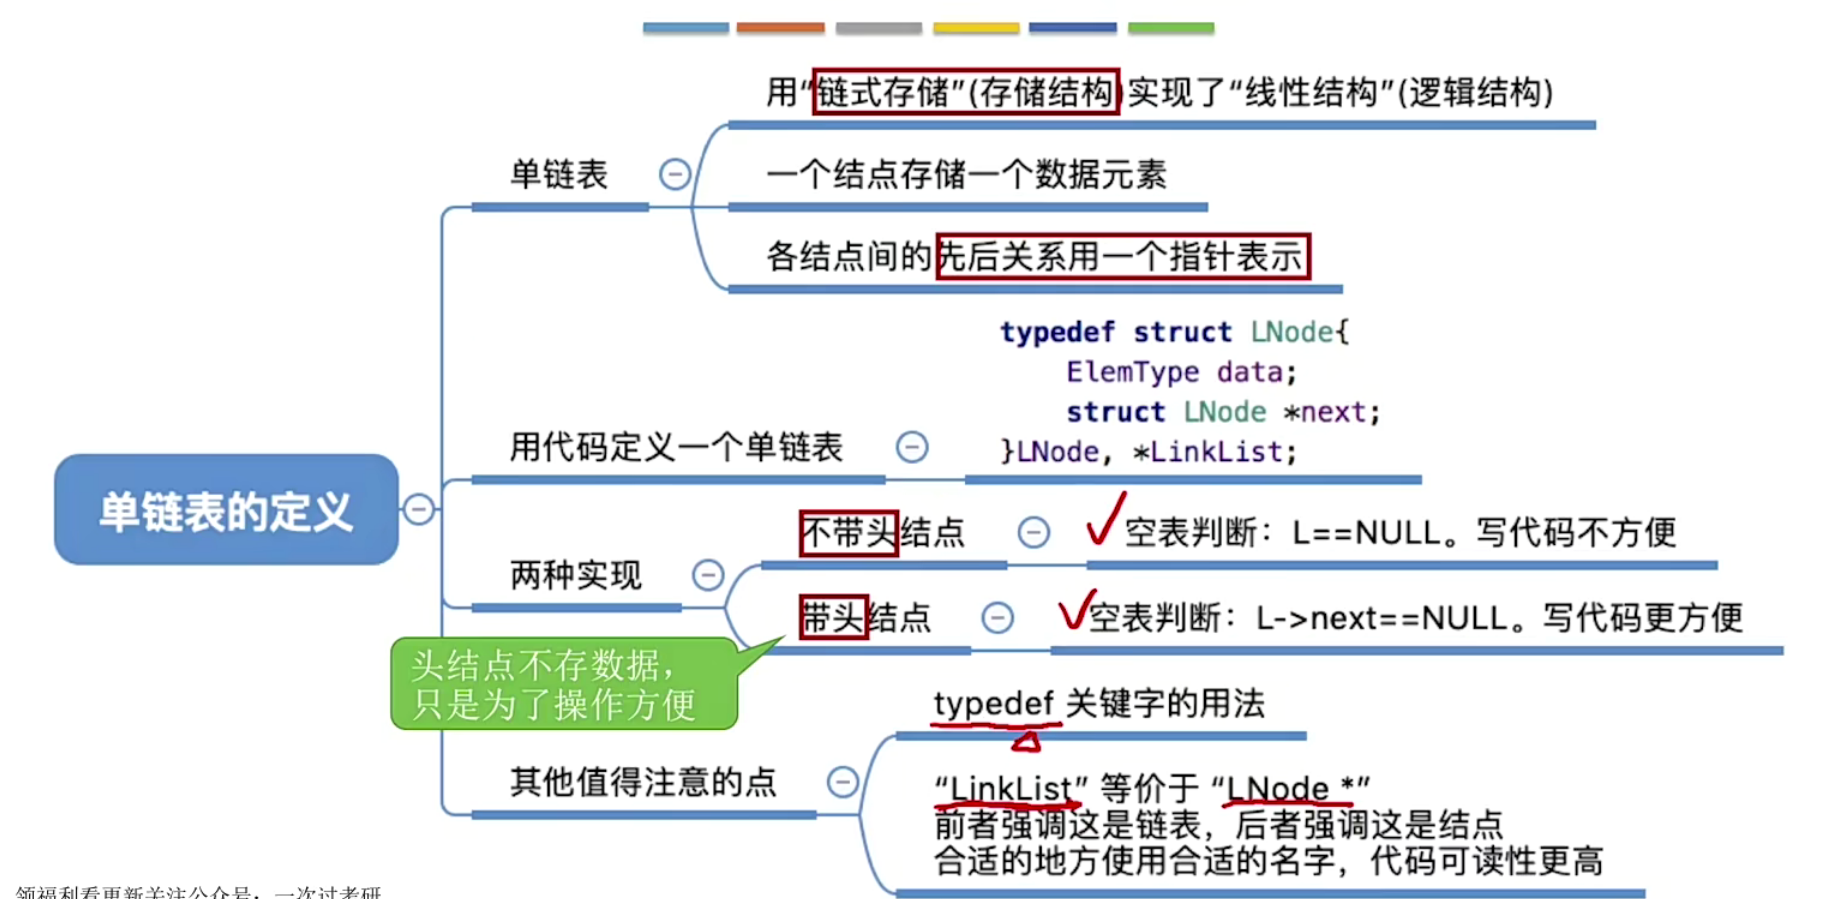 用“链式存储”(存储结构)实现了“线性结构”(逻辑结构)
单链表
一个结点存储一个数据元素
各结点间的先后关系用一个指针表示
typedef struct LNode{
ElemType data;
struct LNode *next;
}LNode, *LinkList;
用代码定义一个单链表
单链表的定义
不带头结点
空表判断：L==NULL。写代码不方便
两种实现
带头结点
空表判断：L->next==NULL。写代码更方便
头结点不存数据，
只是为了操作方便
typedef 关键字的用法
其他值得注意的点
“LinkList” 等价于 “LNode *”
前者强调这是链表，后者强调这是结点
合适的地方使用合适的名字，代码可读性更高
领福利看更新关注公众号：一次过考研